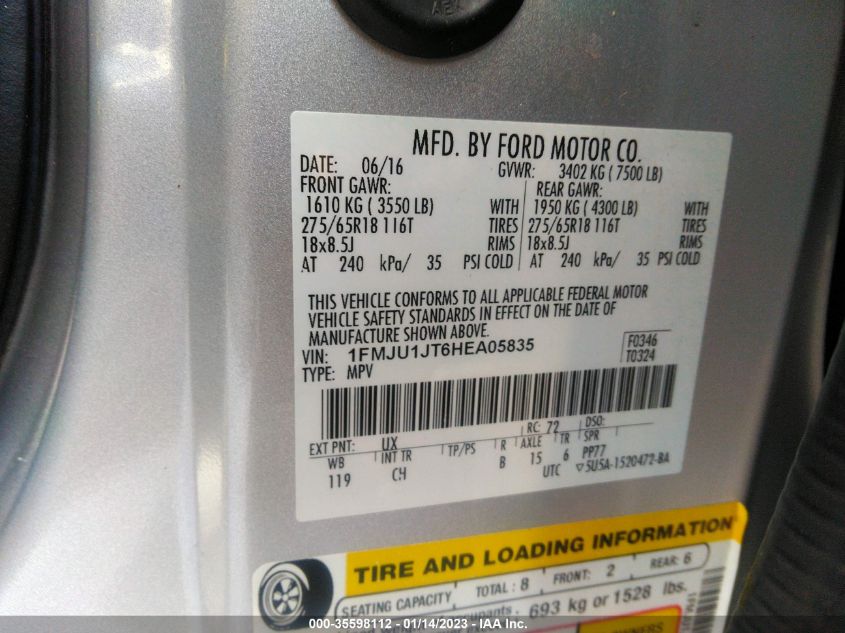 MFD. BY FORD MOTOR CO.
DATE: 06/16 GVWR: 3402 KG ( 7500 LB)
FRONT GAWR: REAR GAWR:
1610 KG ( 3550 LB) WITH 1950 KG ( 4300 LB) WITH
275/65R18 116T TIRES 275/65R18 116T TIRES
18x8.5J RIMS 18x8.5J RIMS
AT 240 kPa/ 35 PSI COLD AT 240 kPa/ 35 PSI COLD
THIS VEHICLE CONFORMS TO ALL APPLICABLE FEDERAL MOTOR
VEHICLE SAFETY STANDARDS IN EFFECT ON THE DATE OF
MANUFACTURE SHOWN ABOVE.
VIN: 1FMJU1JT6HEA05835 F0346
TYPE: MPV T0324
EXT PNT: UX RC: 72 DSO:
WB INT TR TP/PS R AXLE TR SPR
119 CH B 15 6 PP77
UTC ▽5U5A-1520472-BA
TIRE AND LOADING INFORMATION
SEATING CAPACITY TOTAL : 8 FRONT: 2 REAR: 6
693 kg or 1528 lbs.
000-35598112 - 01/14/2023 - IAA Inc.